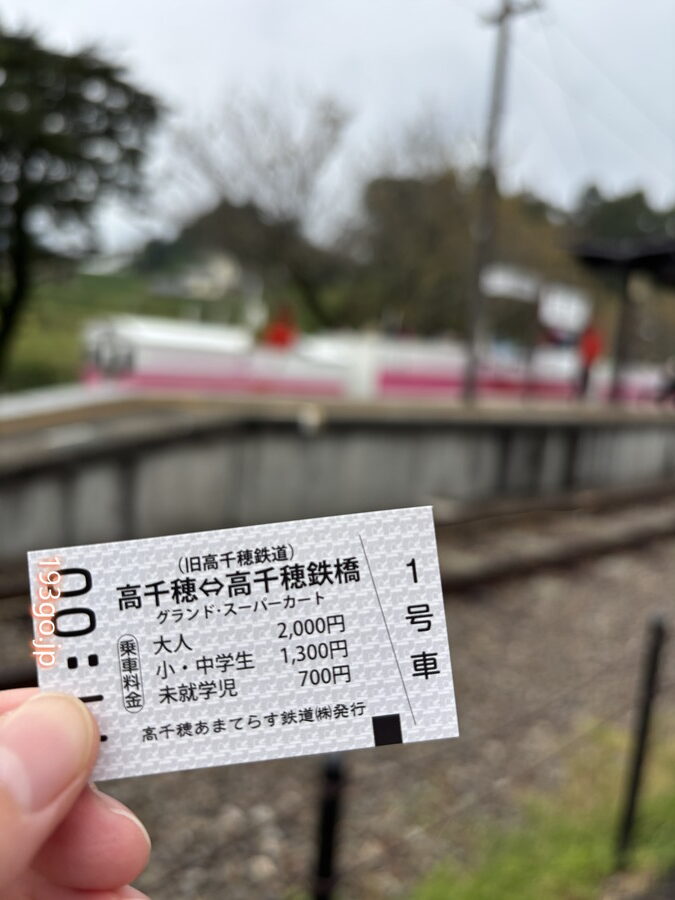 (旧高千穂鉄道)
高千穂⇔高千穂鉄橋
グランド・スーパーカート
乗車料金
大人 2,000円
小・中学生 1,300円
未就学児 700円
高千穂あまてらす鉄道㈱発行
1号車
193go.jp